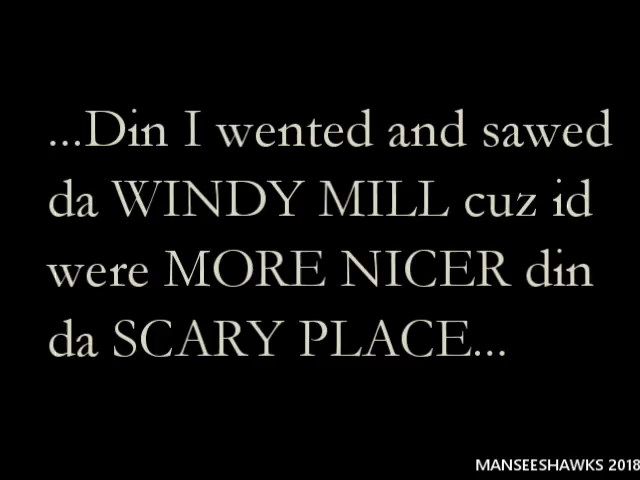 ...Din I wented and sawed
da WINDY MILL cuz id
were MORE NICER din
da SCARY PLACE...
MANSEESHAWKS 2018